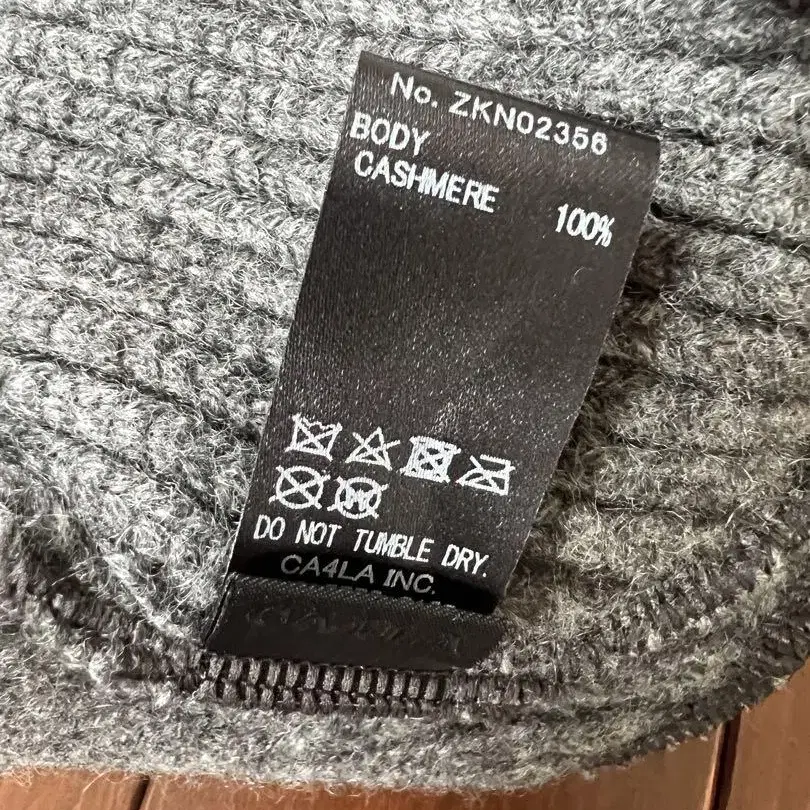 No. ZKN02356
BODY
CASHMERE 100%
DO NOT TUMBLE DRY.
CA4LA INC.